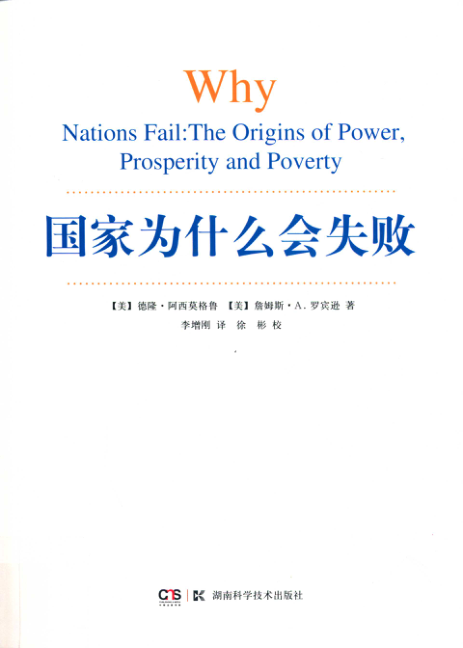 Why
Nations Fail:The Origins of Power,
Prosperity and Poverty
国家为什么会失败
【美】德隆·阿西莫格鲁 【美】詹姆斯·A.罗宾逊 著
李增刚 译 徐 彬 校
湖南科学技术出版社